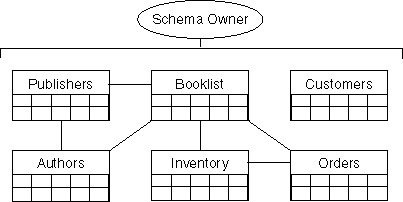 Schema Owner
Publishers
Booklist
Customers
Authors
Inventory
Orders